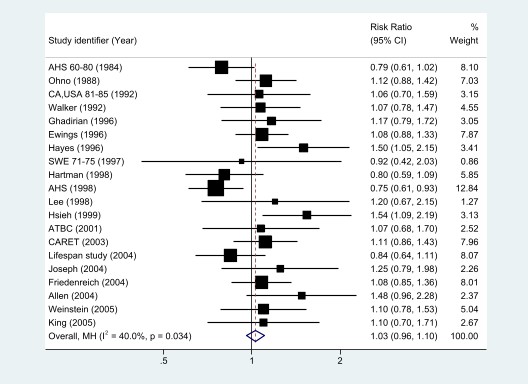 Risk Ratio %
Study identifier (Year) (95% CI) Weight
AHS 60-80 (1984) 0.79 (0.61, 1.02) 8.10
Ohno (1988) 1.12 (0.88, 1.42) 7.03
CA,USA 81-85 (1992) 1.06 (0.70, 1.59) 3.15
Walker (1992) 1.07 (0.78, 1.47) 4.55
Ghadirian (1996) 1.17 (0.79, 1.72) 3.05
Ewings (1996) 1.08 (0.88, 1.33) 7.87
Hayes (1996) 1.50 (1.05, 2.15) 3.41
SWE 71-75 (1997) 0.92 (0.42, 2.03) 0.86
Hartman (1998) 0.80 (0.59, 1.09) 5.85
AHS (1998) 0.75 (0.61, 0.93) 12.84
Lee (1998) 1.20 (0.67, 2.15) 1.27
Hsieh (1999) 1.54 (1.09, 2.19) 3.13
ATBC (2001) 1.07 (0.68, 1.70) 2.52
CARET (2003) 1.11 (0.86, 1.43) 7.96
Lifespan study (2004) 0.84 (0.64, 1.11) 8.07
Joseph (2004) 1.25 (0.79, 1.98) 2.26
Friedenreich (2004) 1.08 (0.85, 1.36) 8.01
Allen (2004) 1.48 (0.96, 2.28) 2.37
Weinstein (2005) 1.10 (0.78, 1.53) 5.04
King (2005) 1.10 (0.70, 1.71) 2.67
Overall, MH (I² = 40.0%, p = 0.034) 1.03 (0.96, 1.10) 100.00
.5 1 2